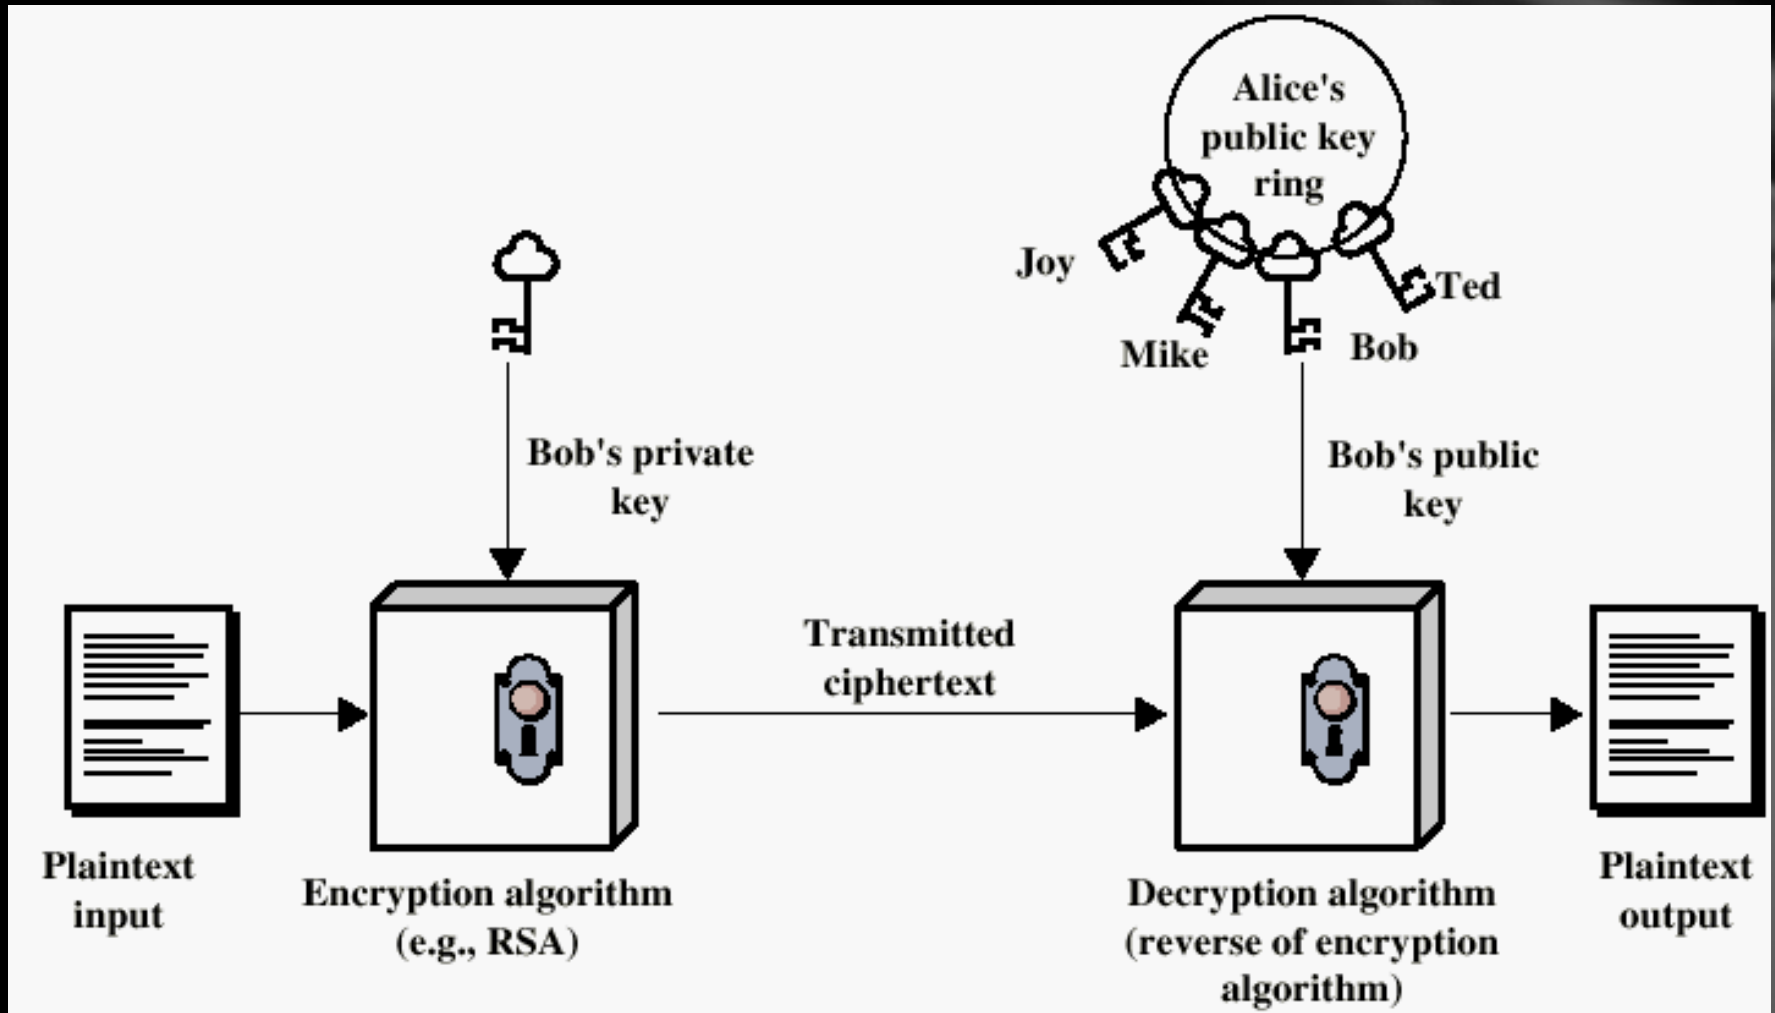 Alice's
public key
ring
Joy
Ted
Mike
Bob
Bob's private
key
Bob's public
key
Transmitted
ciphertext
Plaintext
input
Encryption algorithm
(e.g., RSA)
Decryption algorithm
(reverse of encryption
algorithm)
Plaintext
output